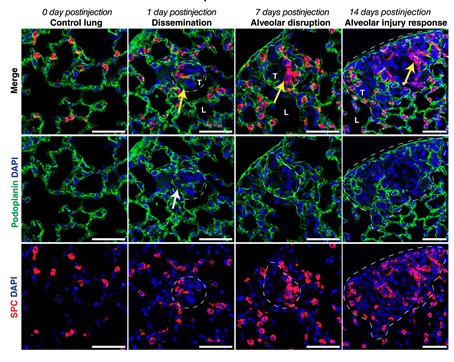 0 day postinjection
Control lung
1 day postinjection
Dissemination
7 days postinjection
Alveolar disruption
14 days postinjection
Alveolar injury response
Merge
T
L
T
L
T
L
Podoplanin DAPI
SPC DAPI